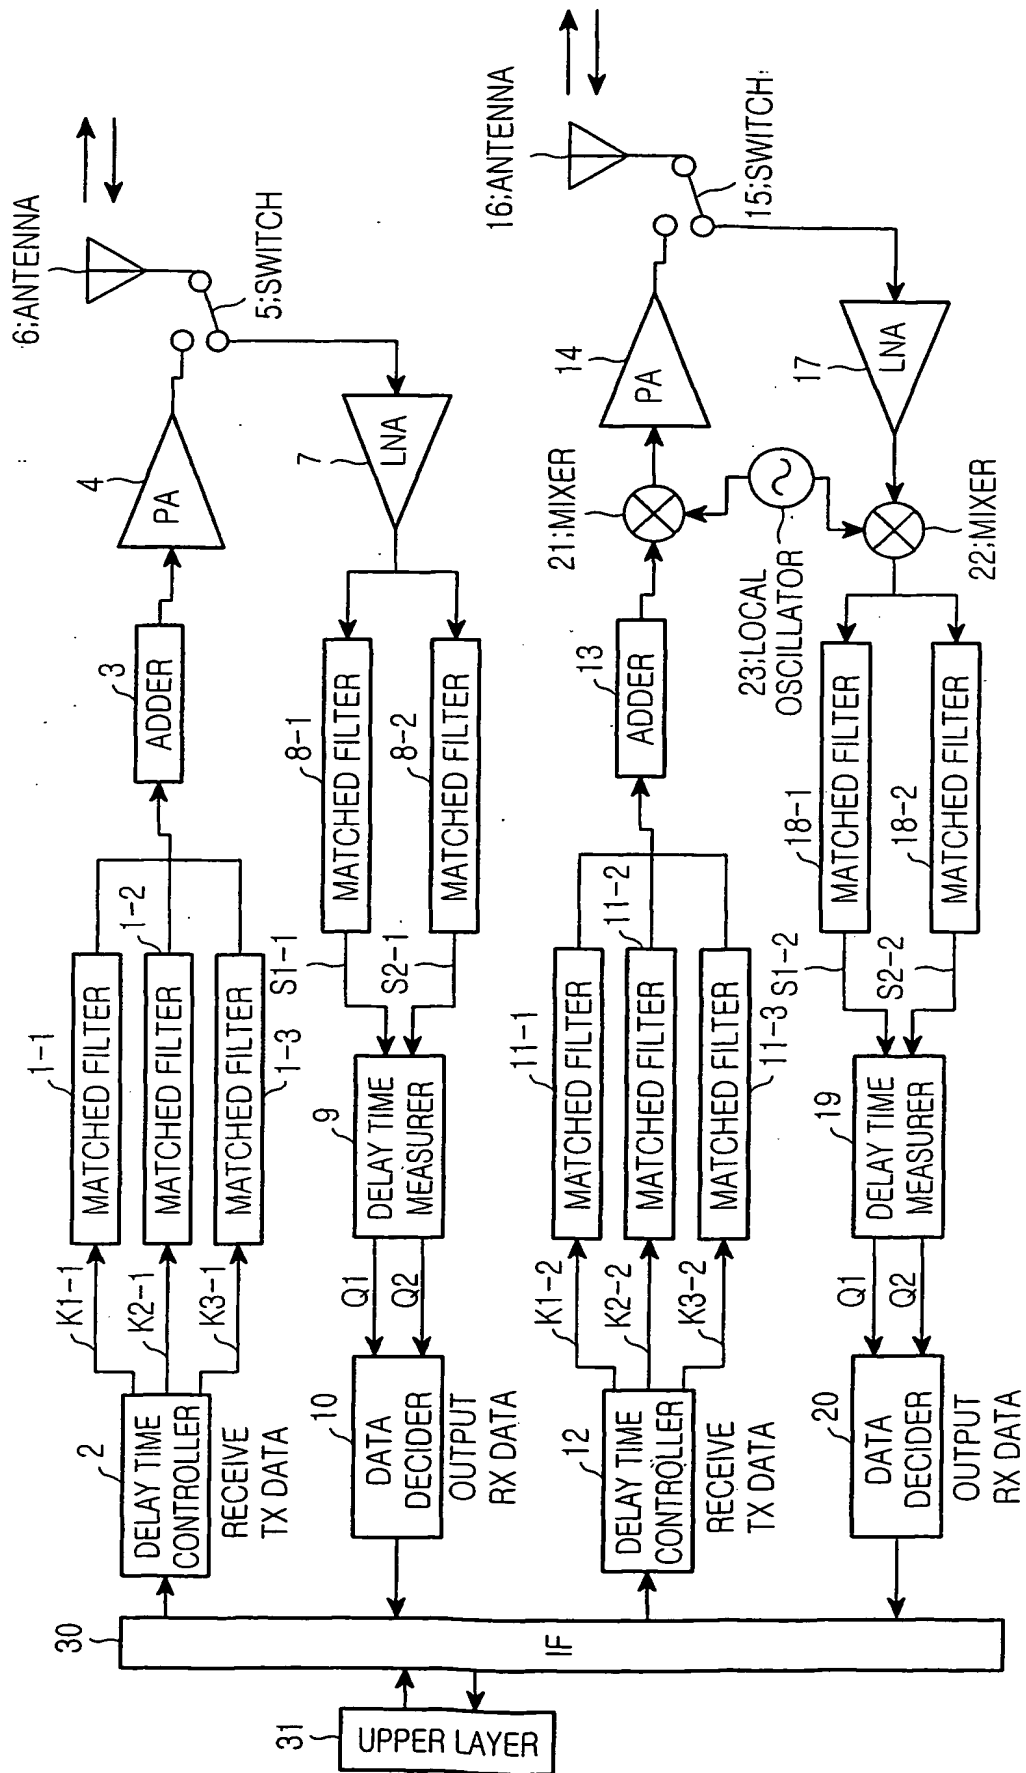 6;ANTENNA
5;SWITCH
4
PA
3
ADDER
7
LNA
1-1
MATCHED FILTER
1-2
MATCHED FILTER
1-3
MATCHED FILTER
K1-1
K2-1
K3-1
2
DELAY TIME
CONTROLLER
RECEIVE
TX DATA
8-1
MATCHED FILTER
8-2
MATCHED FILTER
S1-1
S2-1
9
DELAY TIME
MEASURER
Q1
Q2
10
DATA
DECIDER
OUTPUT
RX DATA
16;ANTENNA
15;SWITCH
14
PA
21;MIXER
13
ADDER
17
LNA
22;MIXER
23;LOCAL
OSCILLATOR
11-1
MATCHED FILTER
11-2
MATCHED FILTER
11-3
MATCHED FILTER
K1-2
K2-2
K3-2
12
DELAY TIME
CONTROLLER
RECEIVE
TX DATA
18-1
MATCHED FILTER
18-2
MATCHED FILTER
S1-2
S2-2
19
DELAY TIME
MEASURER
Q1
Q2
20
DATA
DECIDER
OUTPUT
RX DATA
30
IF
31
UPPER LAYER